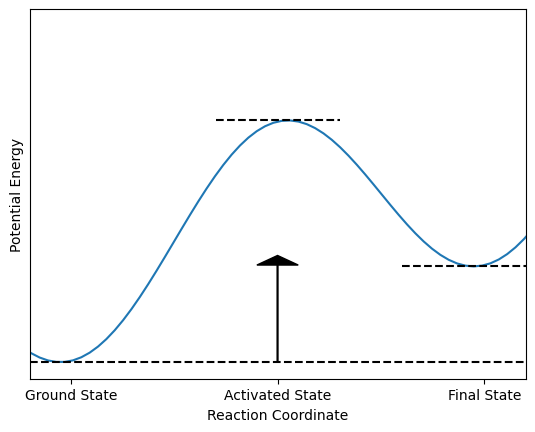 Potential Energy
Ground State
Activated State
Final State
Reaction Coordinate